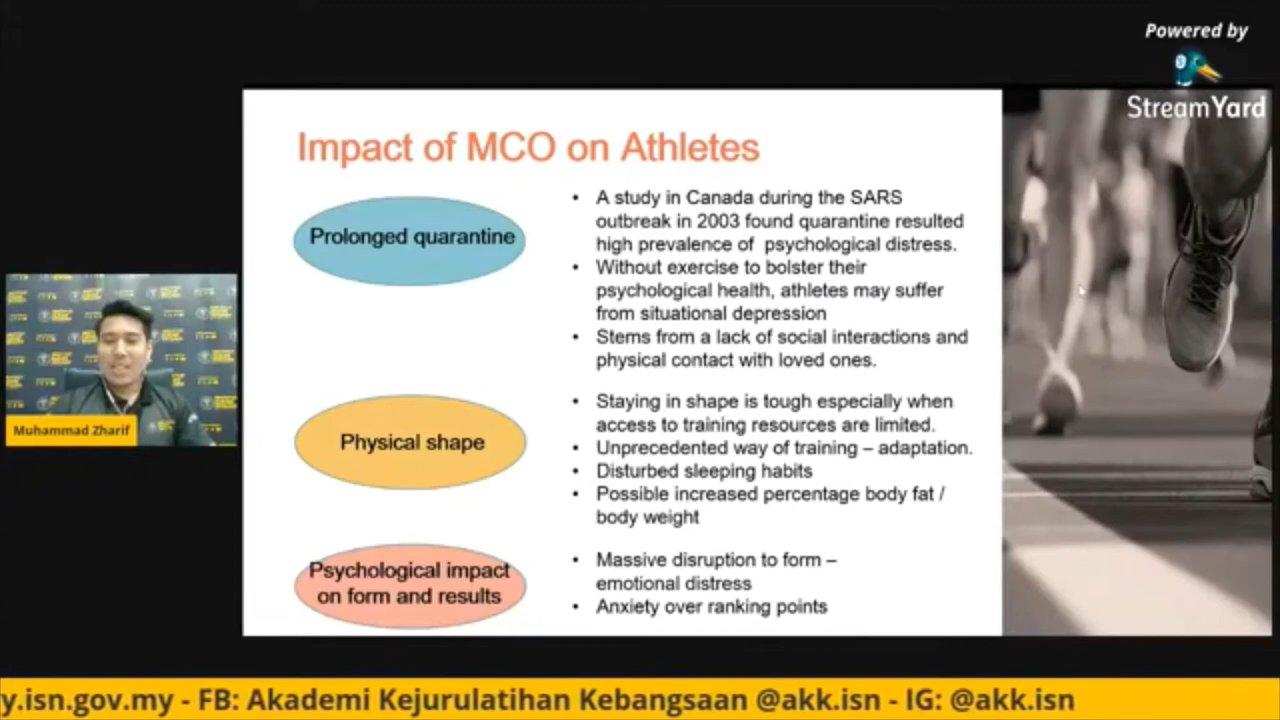 Powered by
StreamYard
Impact of MCO on Athletes
Prolonged quarantine
• A study in Canada during the SARS
outbreak in 2003 found quarantine resulted
high prevalence of psychological distress.
• Without exercise to bolster their
psychological health, athletes may suffer
from situational depression
• Stems from a lack of social interactions and
physical contact with loved ones.
Physical shape
• Staying in shape is tough especially when
access to training resources are limited.
• Unprecedented way of training – adaptation.
• Disturbed sleeping habits
• Possible increased percentage body fat /
body weight
Psychological impact
on form and results
• Massive disruption to form –
emotional distress
• Anxiety over ranking points
Muhammad Zharif
y.isn.gov.my - FB: Akademi Kejurulatihan Kebangsaan @akk.isn - IG: @akk.isn